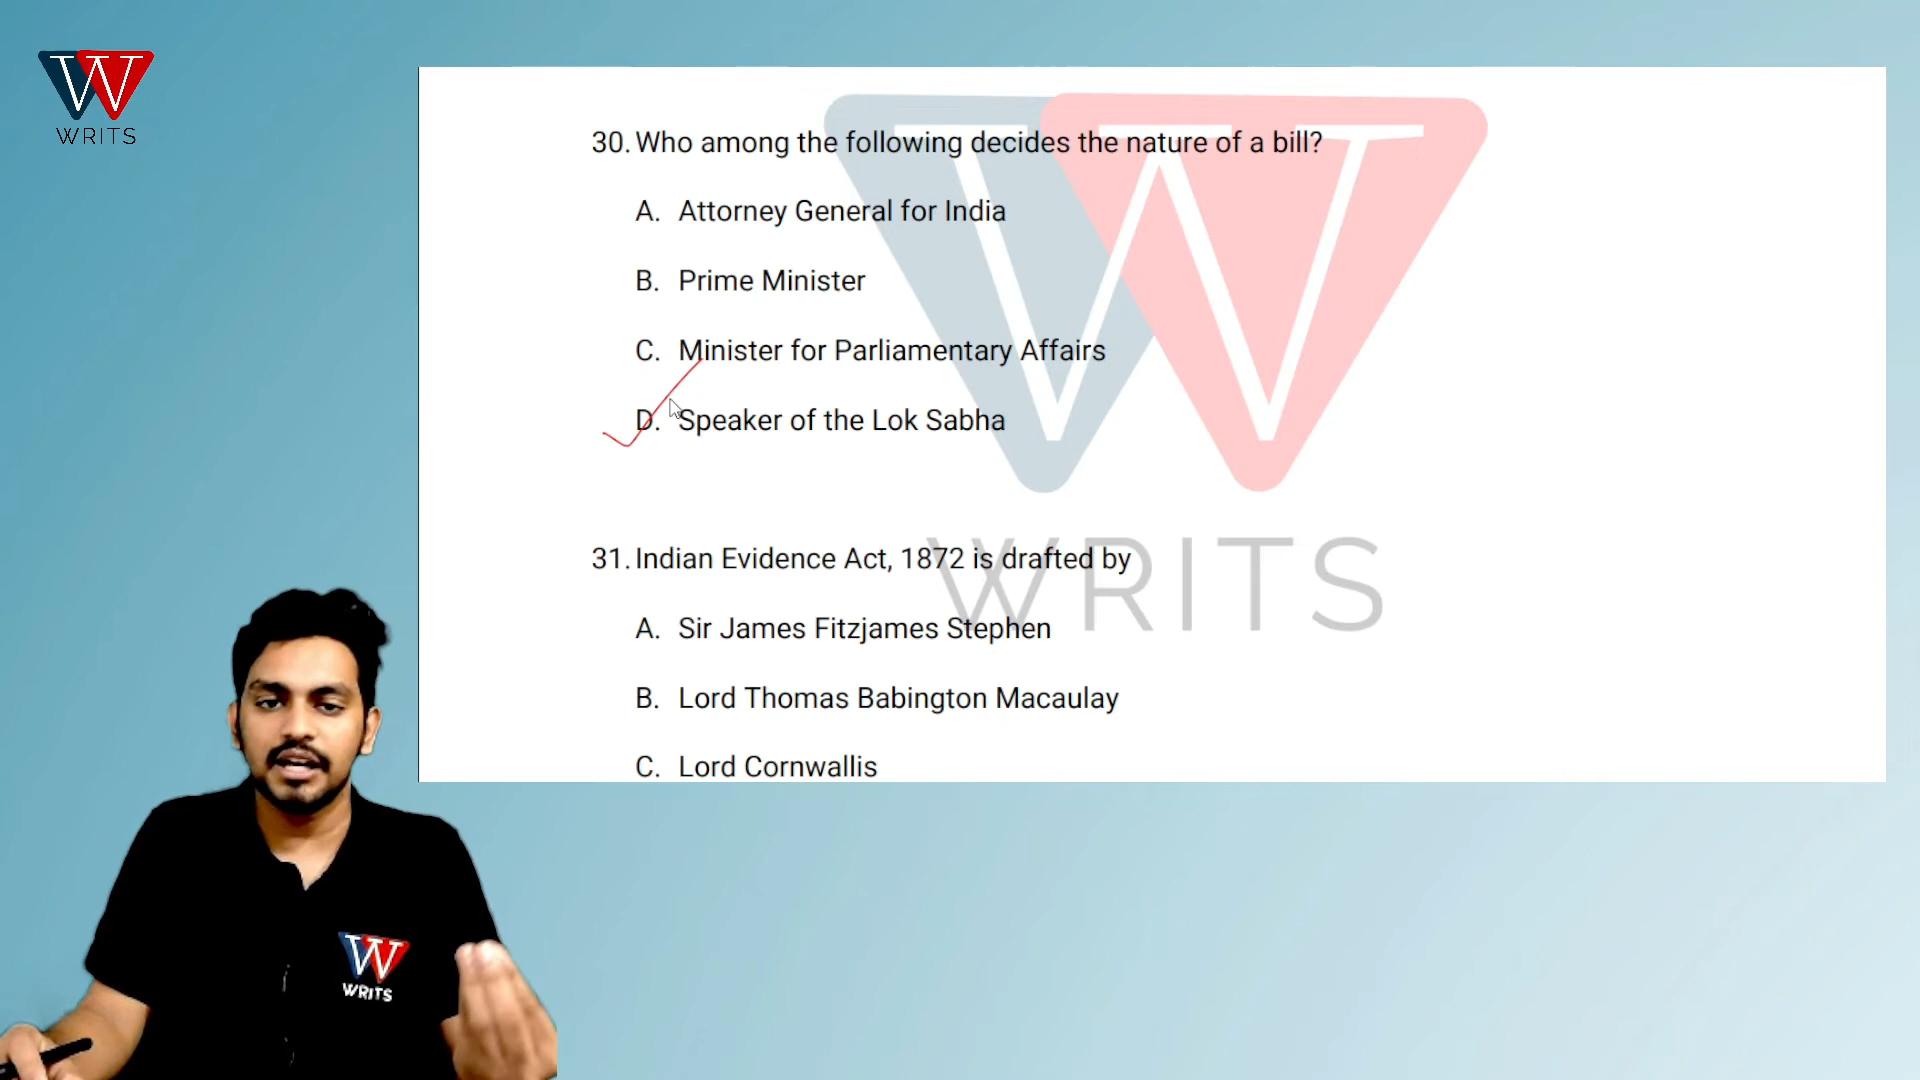 WRITS
30. Who among the following decides the nature of a bill?
A. Attorney General for India
B. Prime Minister
C. Minister for Parliamentary Affairs
D. Speaker of the Lok Sabha
31. Indian Evidence Act, 1872 is drafted by
WRITS
A. Sir James Fitzjames Stephen
B. Lord Thomas Babington Macaulay
C. Lord Cornwallis
WRITS